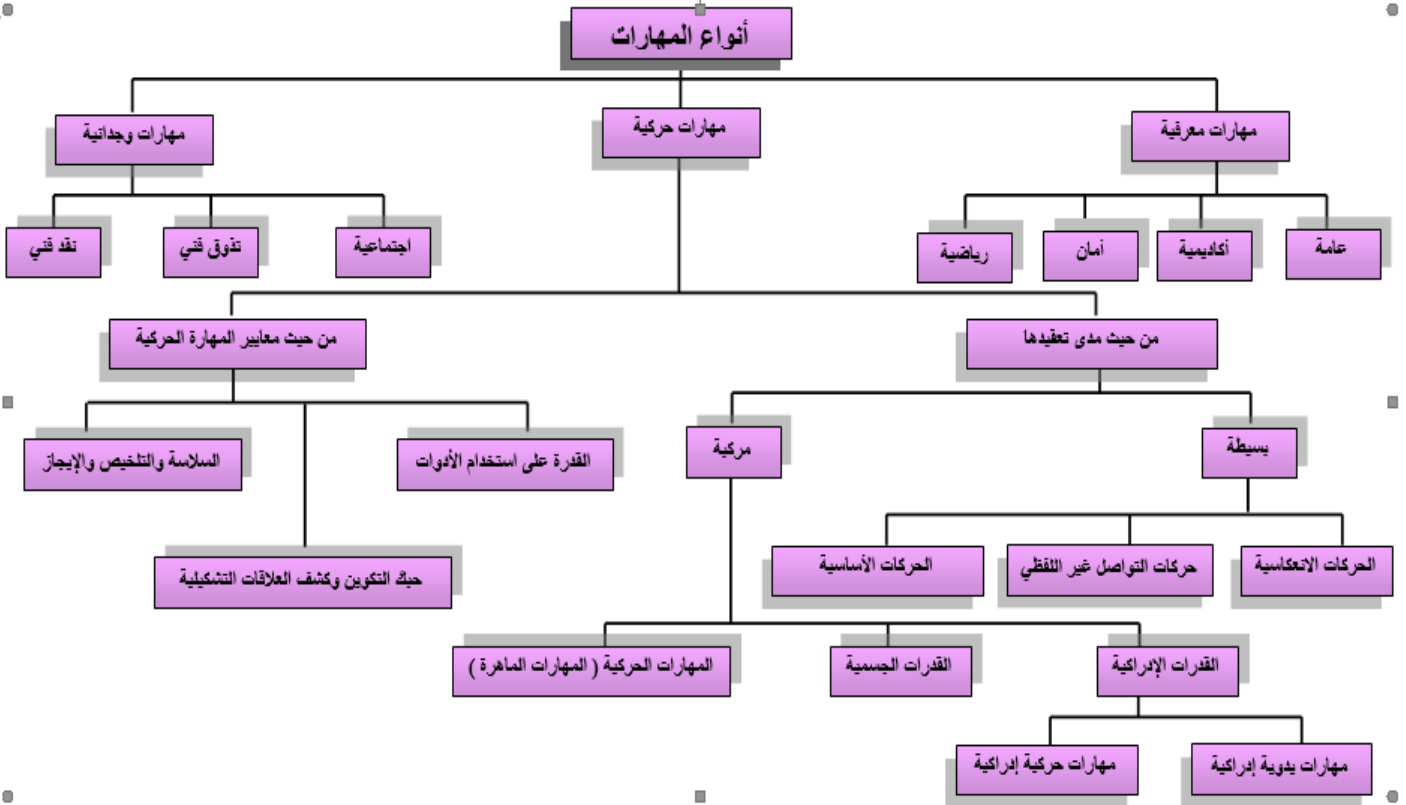 أنواع المهارات
مهارات معرفية
مهارات حركية
مهارات وجدانية
عامة
أكاديمية
أمان
رياضية
اجتماعية
تذوق فني
نقد فني
من حيث مدى تعقيدها
من حيث معايير المهارة الحركية
بسيطة
مركبة
القدرة على استخدام الأدوات
السلاسة والتلخيص والإيجاز
الحركات الانعكاسية
حركات التواصل غير اللفظي
الحركات الأساسية
حبك التكوين وكشف العلاقات التشكيلية
القدرات الإدراكية
القدرات الجسمية
المهارات الحركية ( المهارات الماهرة )
مهارات يدوية إدراكية
مهارات حركية إدراكية